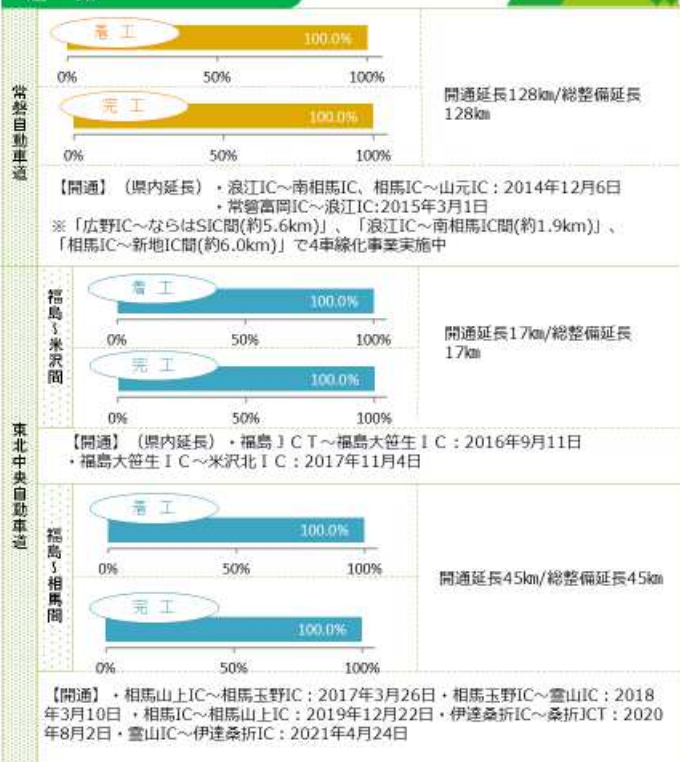 常磐自動車道
着 工
100.0%
0% 50% 100%
完 工
100.0%
0% 50% 100%
開通延長128㎞/総整備延長
128㎞
【開通】（県内延長）・浪江IC～南相馬IC、相馬IC～山元IC：2014年12月6日
・常磐富岡IC～浪江IC:2015年3月1日
※「広野IC～ならはSIC間(約5.6km)」、「浪江IC～南相馬IC間(約1.9km)」、
「相馬IC～新地IC間(約6.0km)」で4車線化事業実施中
東北中央自動車道
福島～米沢間
着 工
100.0%
0% 50% 100%
完 工
100.0%
0% 50% 100%
開通延長17㎞/総整備延長
17㎞
【開通】（県内延長）・福島ＪＣＴ～福島大笹生ＩＣ：2016年9月11日
・福島大笹生ＩＣ～米沢北ＩＣ：2017年11月4日
福島～相馬間
着 工
100.0%
0% 50% 100%
完 工
100.0%
0% 50% 100%
開通延長45㎞/総整備延長45㎞
【開通】・相馬山上IC～相馬玉野IC：2017年3月26日・相馬玉野IC～霊山IC：2018
年3月10日 ・相馬IC～相馬山上IC：2019年12月22日・伊達桑折IC～桑折JCT：2020
年8月2日・霊山IC～伊達桑折IC：2021年4月24日